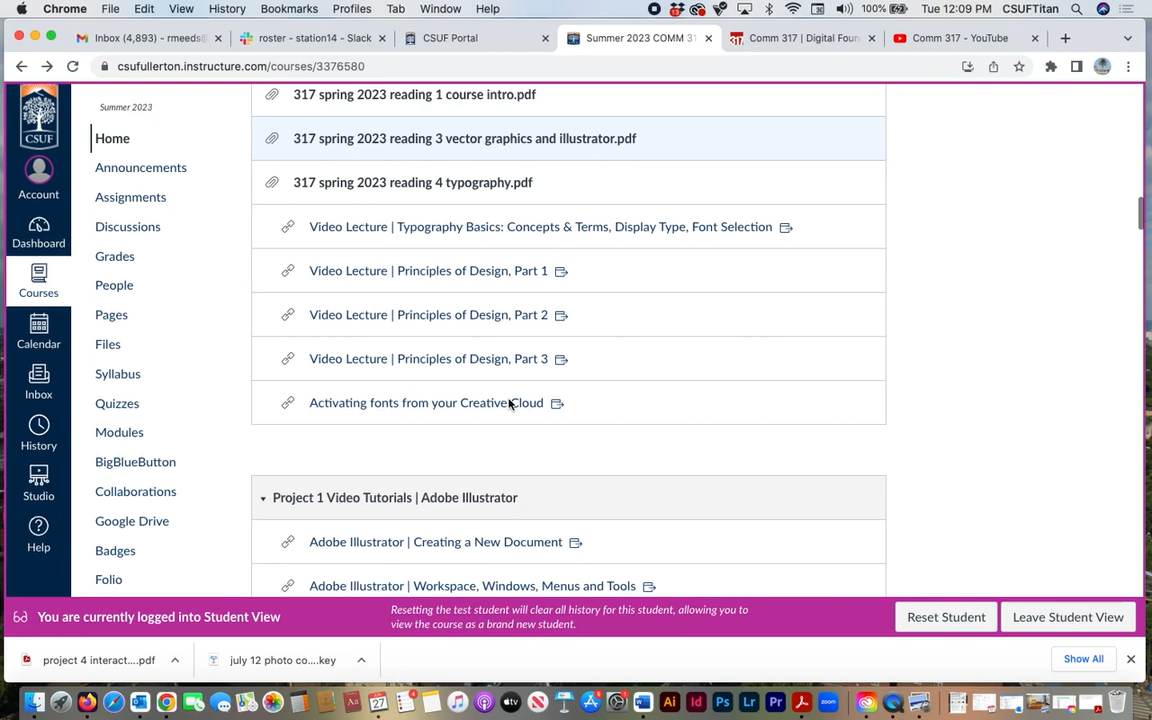 Chrome File Edit View History Bookmarks Profiles Tab Window Help 100% Tue 12:09 PM CSUFTitan
Inbox (4,893) - rmeeds@ roster - station14 - Slack CSUF Portal Summer 2023 COMM 31 Comm 317 | Digital Foun Comm 317 - YouTube
csufullerton.instructure.com/courses/3376580
CSUF
Account
Dashboard
Courses
Calendar
Inbox
History
Studio
Help
Summer 2023
Home
Announcements
Assignments
Discussions
Grades
People
Pages
Files
Syllabus
Quizzes
Modules
BigBlueButton
Collaborations
Google Drive
Badges
Folio
317 spring 2023 reading 1 course intro.pdf
317 spring 2023 reading 3 vector graphics and illustrator.pdf
317 spring 2023 reading 4 typography.pdf
Video Lecture | Typography Basics: Concepts & Terms, Display Type, Font Selection
Video Lecture | Principles of Design, Part 1
Video Lecture | Principles of Design, Part 2
Video Lecture | Principles of Design, Part 3
Activating fonts from your Creative Cloud
Project 1 Video Tutorials | Adobe Illustrator
Adobe Illustrator | Creating a New Document
Adobe Illustrator | Workspace, Windows, Menus and Tools
You are currently logged into Student View
Resetting the test student will clear all history for this student, allowing you to
view the course as a brand new student.
Reset Student Leave Student View
project 4 interact....pdf july 12 photo co....key Show All
27 Ai Id Ps Lr Pr zoom